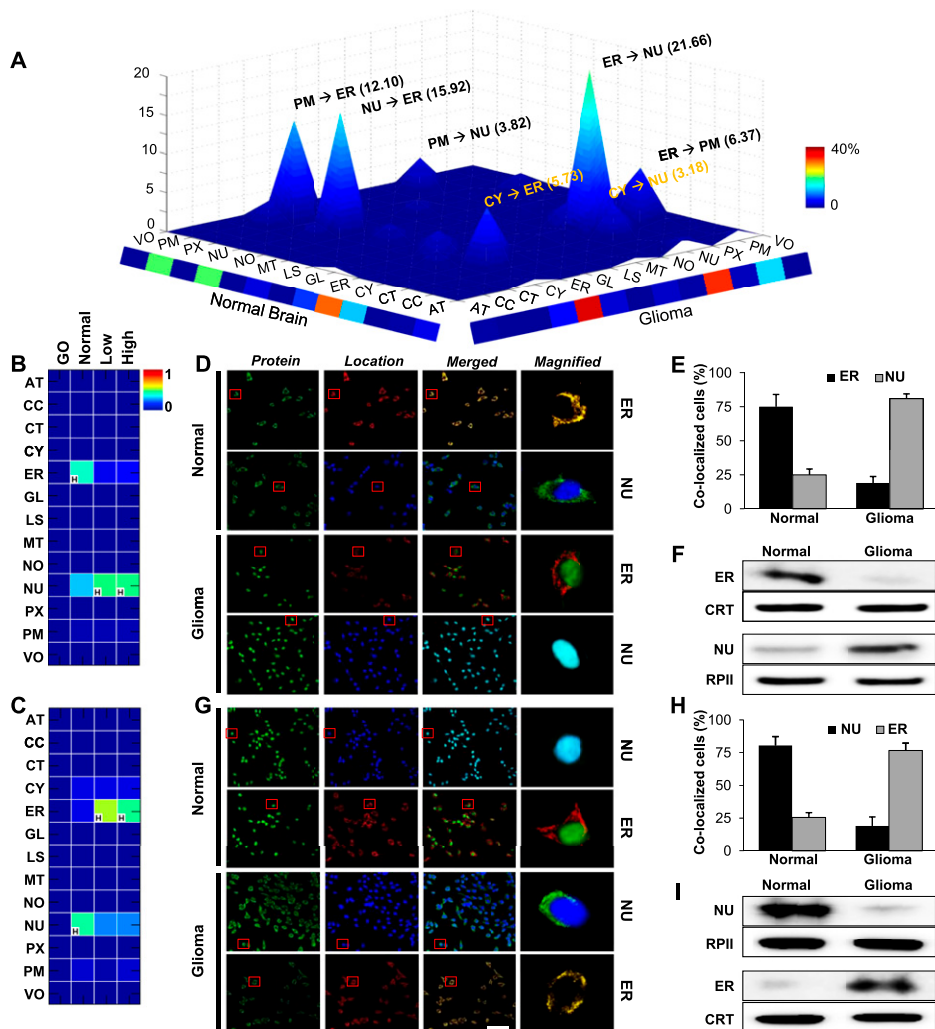 A
ER → NU (21.66)
PM → ER (12.10)
NU → ER (15.92)
PM → NU (3.82)
ER → PM (6.37)
CY → ER (5.73)
CY → NU (3.18)
20
15
10
5
0
40%
0
VO PM PX NU NO MT LS GL ER CY CT CC AT
Normal Brain
AT CC CT CY ER GL LS MT NO NU PX PM VO
Glioma
B
GO Normal Low High
1
0
AT
CC
CT
CY
ER
H
GL
LS
MT
NO
NU
H H
PX
PM
VO
C
AT
CC
CT
CY
ER
H H
GL
LS
MT
NO
NU
H
PX
PM
VO
D
Protein Location Merged Magnified
Normal
ER
NU
Glioma
ER
NU
G
Normal
NU
ER
Glioma
NU
ER
E
ER NU
Co-localized cells (%)
100
75
50
25
0
Normal Glioma
F
Normal Glioma
ER
CRT
NU
RPII
H
NU ER
Co-localized cells (%)
100
75
50
25
0
Normal Glioma
I
Normal Glioma
NU
RPII
ER
CRT